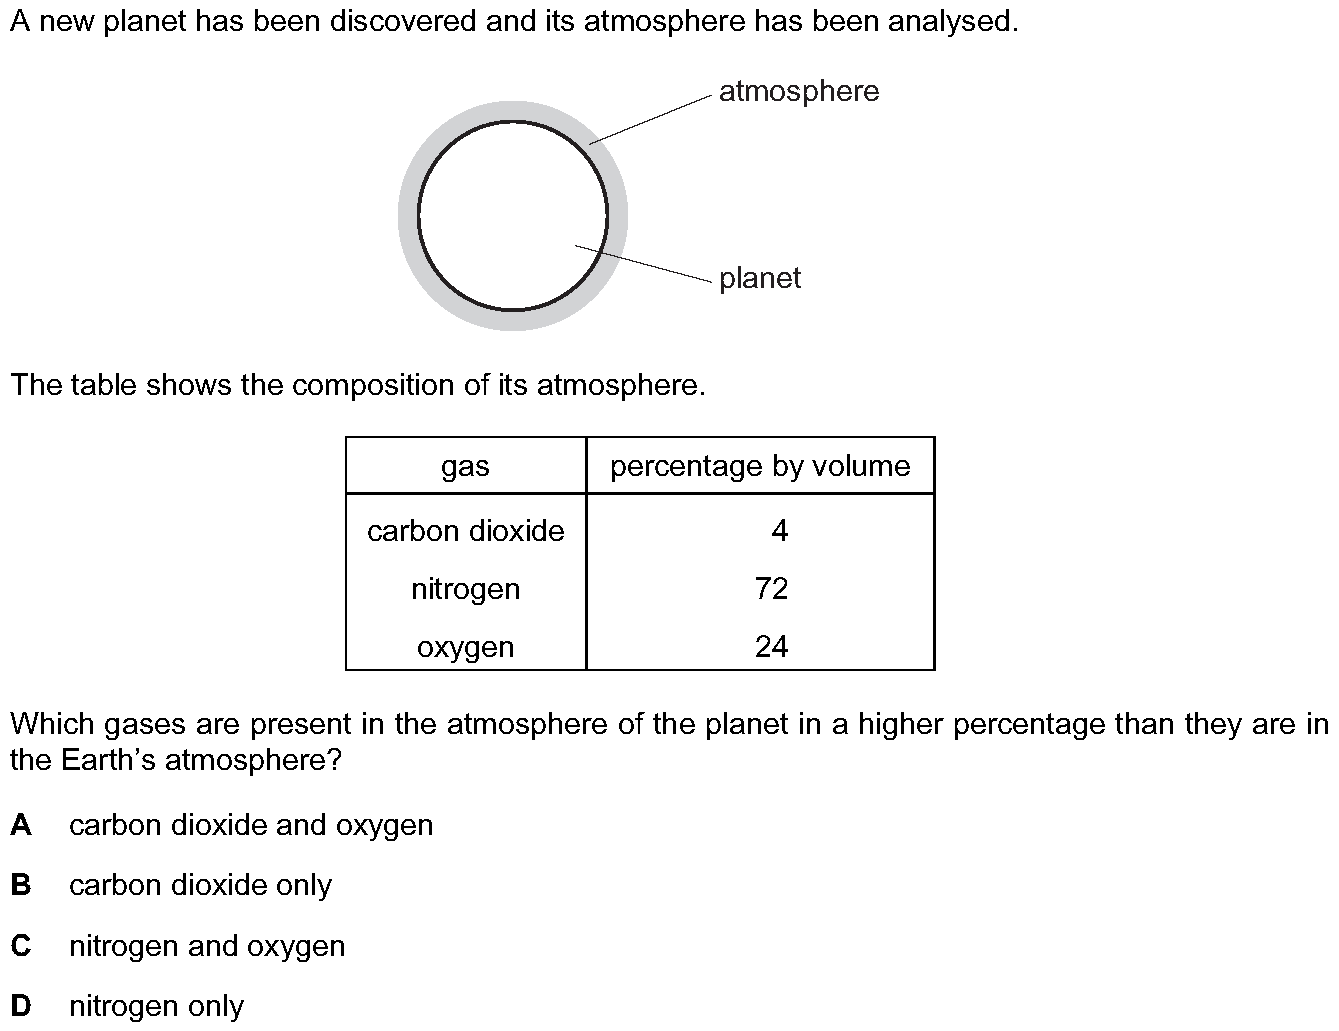 A new planet has been discovered and its atmosphere has been analysed.
atmosphere
planet
The table shows the composition of its atmosphere.
gas percentage by volume
carbon dioxide 4
nitrogen 72
oxygen 24
Which gases are present in the atmosphere of the planet in a higher percentage than they are in
the Earth’s atmosphere?
A carbon dioxide and oxygen
B carbon dioxide only
C nitrogen and oxygen
D nitrogen only